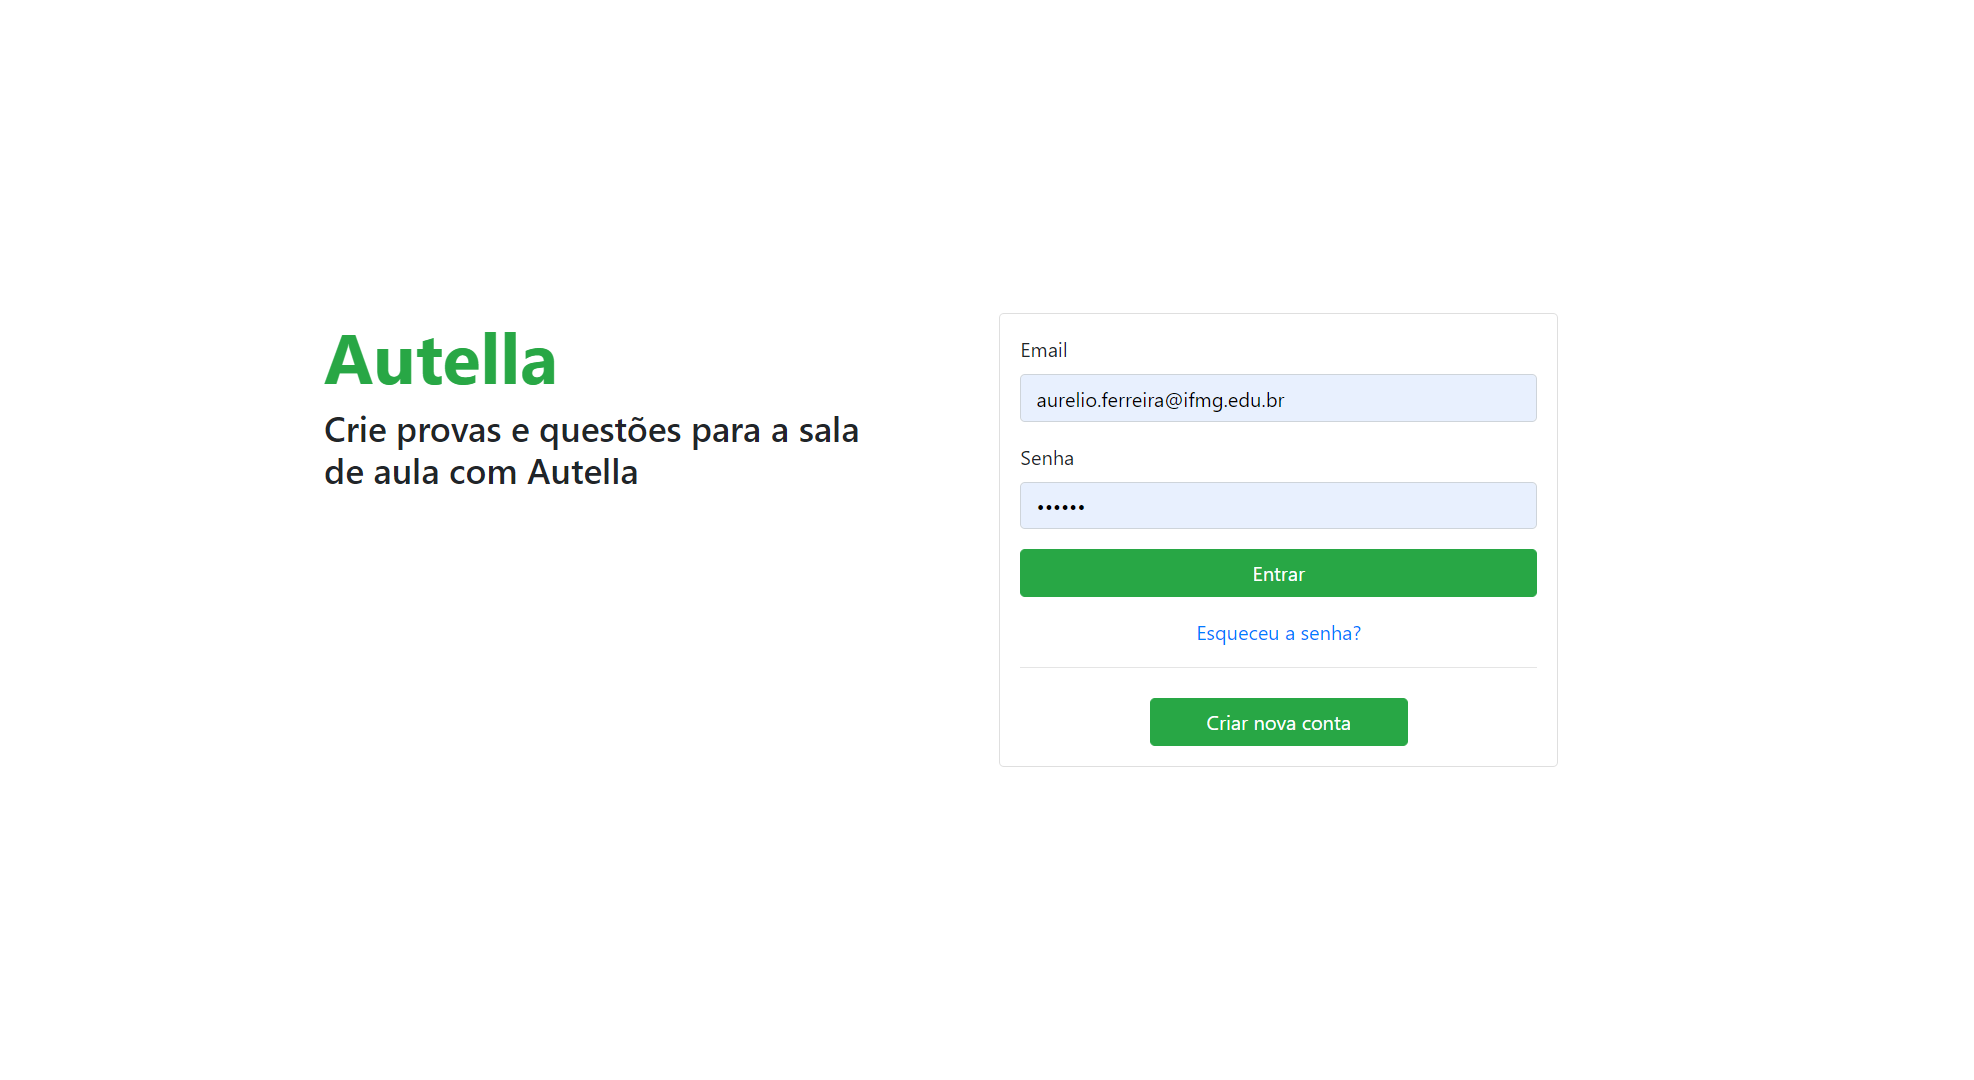 Autella
Crie provas e questões para a sala
de aula com Autella
Email
aurelio.ferreira@ifmg.edu.br
Senha
••••••
Entrar
Esqueceu a senha?
Criar nova conta